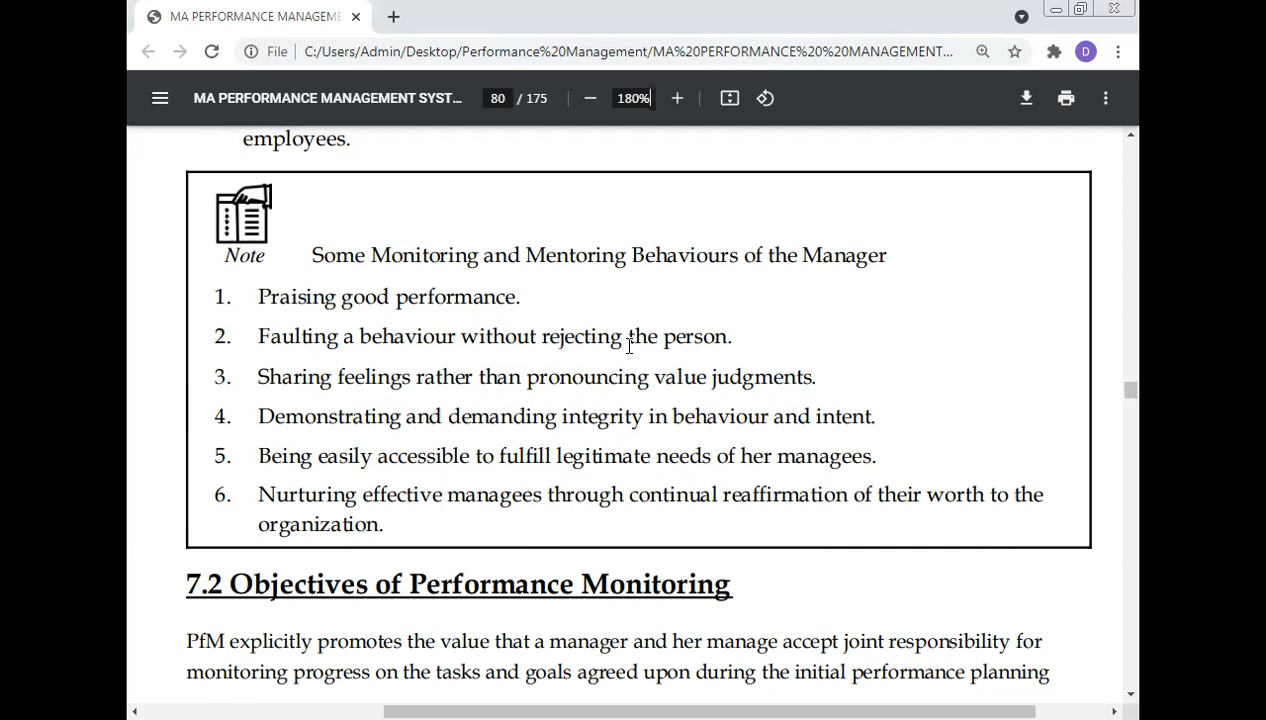 MA PERFORMANCE MANAGEME
File C:/Users/Admin/Desktop/Performance%20Management/MA%20PERFORMANCE%20%20MANAGEMENT...
D
MA PERFORMANCE MANAGEMENT SYST... 80 / 175 180%
employees.
Note Some Monitoring and Mentoring Behaviours of the Manager
1. Praising good performance.
2. Faulting a behaviour without rejecting the person.
3. Sharing feelings rather than pronouncing value judgments.
4. Demonstrating and demanding integrity in behaviour and intent.
5. Being easily accessible to fulfill legitimate needs of her managees.
6. Nurturing effective managees through continual reaffirmation of their worth to the
organization.
7.2 Objectives of Performance Monitoring
PfM explicitly promotes the value that a manager and her manage accept joint responsibility for
monitoring progress on the tasks and goals agreed upon during the initial performance planning